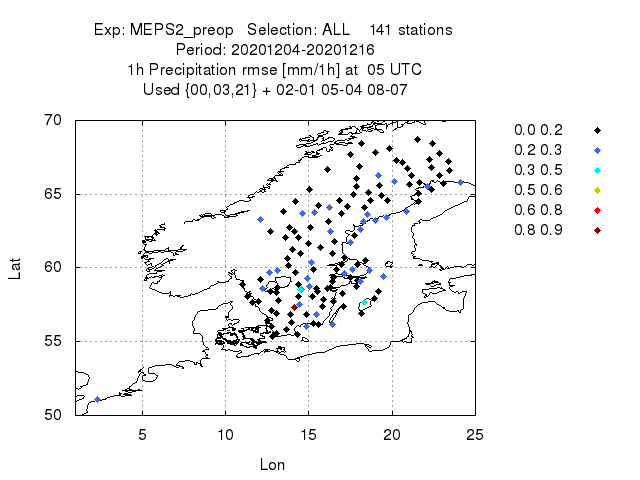 Exp: MEPS2_preop   Selection: ALL    141 stations
Period: 20201204-20201216
1h Precipitation rmse [mm/1h] at  05 UTC
Used {00,03,21} + 02-01 05-04 08-07
70
65
60
55
50
Lat
5 10 15 20 25
Lon
0.0 0.2
0.2 0.3
0.3 0.5
0.5 0.6
0.6 0.8
0.8 0.9